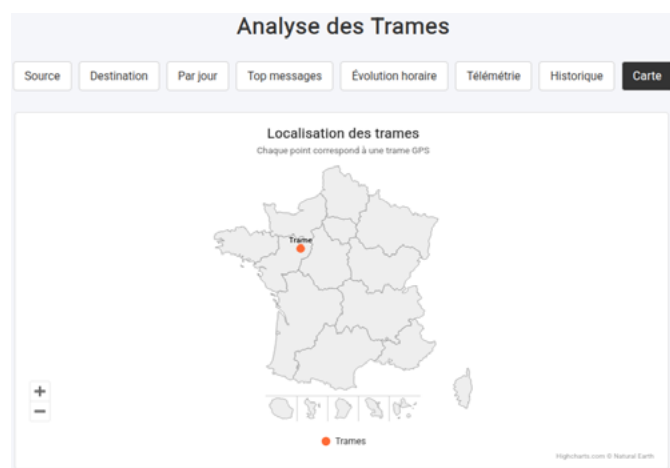 Analyse des Trames
Source Destination Par jour Top messages Évolution horaire Télémétrie Historique Carte
Localisation des trames
Chaque point correspond à une trame GPS
Trame
+
−
Trames
Highcharts.com © Natural Earth